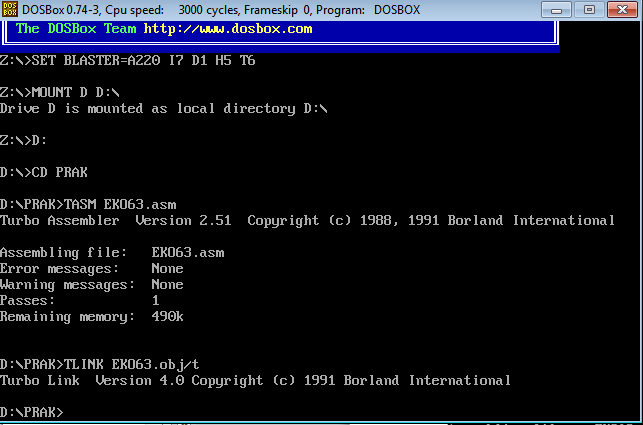 DOS
BOX
DOSBox 0.74-3, Cpu speed:    3000 cycles, Frameskip  0, Program:   DOSBOX
The DOSBox Team http://www.dosbox.com
Z:\>SET BLASTER=A220 I7 D1 H5 T6
Z:\>MOUNT D D:\
Drive D is mounted as local directory D:\
Z:\>D:
D:\>CD PRAK
D:\PRAK>TASM EKO63.asm
Turbo Assembler  Version 2.51  Copyright (c) 1988, 1991 Borland International
Assembling file:   EKO63.asm
Error messages:    None
Warning messages:  None
Passes:            1
Remaining memory:  490k
D:\PRAK>TLINK EKO63.obj/t
Turbo Link  Version 4.0 Copyright (c) 1991 Borland International
D:\PRAK>